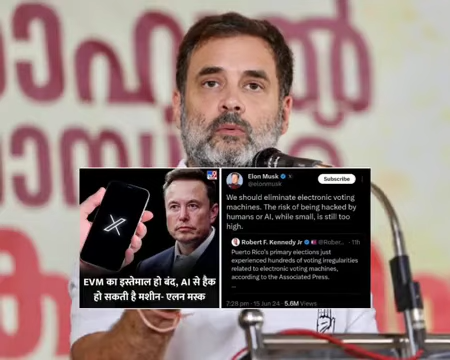 Elon Musk
@elonmusk
Subscribe
We should eliminate electronic voting
machines. The risk of being hacked by
humans or AI, while small, is still too
high.
Robert F. Kennedy Jr
@Rober... · 11h
Puerto Rico's primary elections just
experienced hundreds of voting irregularities
related to electronic voting machines,
according to the Associated Press.
...
7:28 pm · 15 Jun 24 · 5.6M Views
EVM का इस्तेमाल हो बंद, AI से हैक
हो सकती है मशीन- एलन मस्क